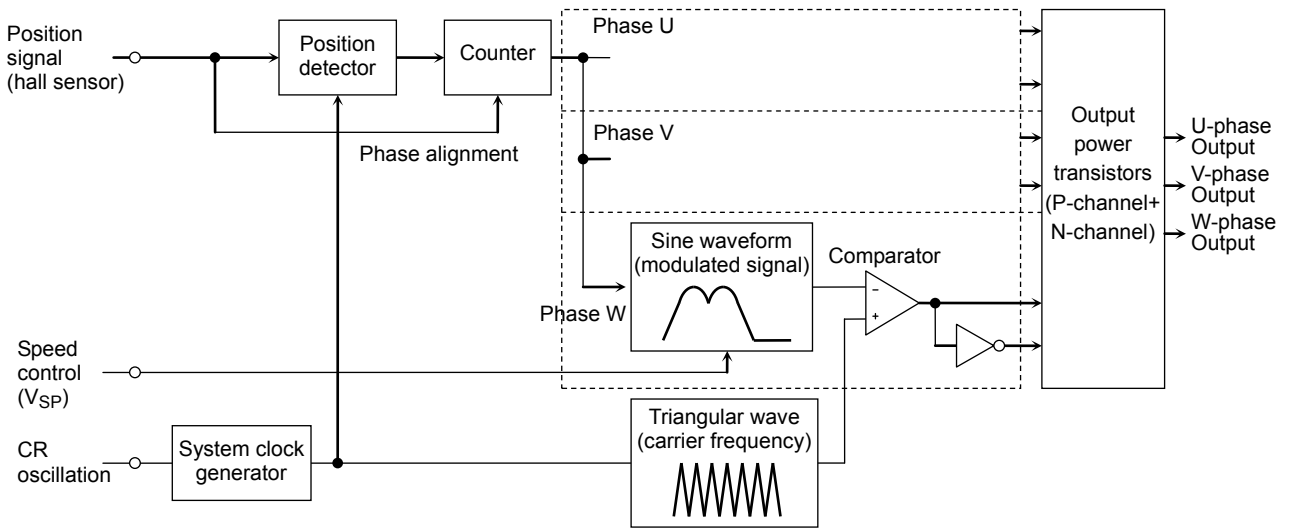 Position
signal
(hall sensor)
Position
detector
Counter
Phase alignment
Phase U
Phase V
Phase W
Sine waveform
(modulated signal)
Comparator
−
+
Output
power
transistors
(P-channel+
N-channel)
U-phase
Output
V-phase
Output
W-phase
Output
Speed
control
(VSP)
CR
oscillation
System clock
generator
Triangular wave
(carrier frequency)